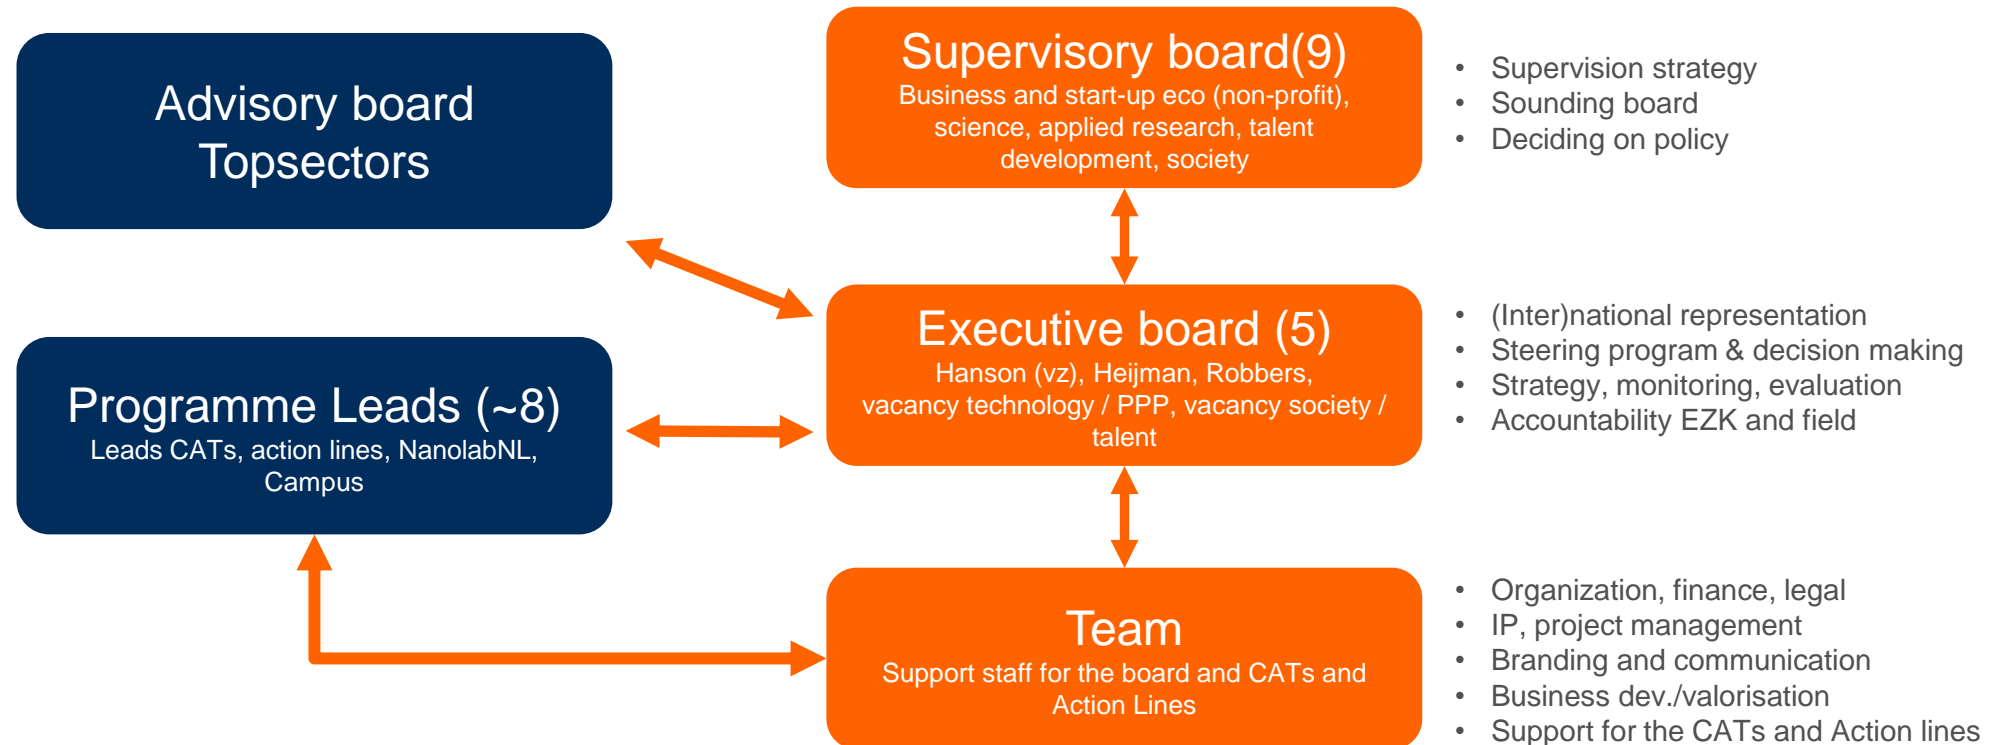 Advisory board
Topsectors
Supervisory board(9)
Business and start-up eco (non-profit),
science, applied research, talent
development, society
• Supervision strategy
• Sounding board
• Deciding on policy
Programme Leads (~8)
Leads CATs, action lines, NanolabNL,
Campus
Executive board (5)
Hanson (vz), Heijman, Robbers,
vacancy technology / PPP, vacancy society /
talent
• (Inter)national representation
• Steering program & decision making
• Strategy, monitoring, evaluation
• Accountability EZK and field
Team
Support staff for the board and CATs and
Action Lines
• Organization, finance, legal
• IP, project management
• Branding and communication
• Business dev./valorisation
• Support for the CATs and Action lines